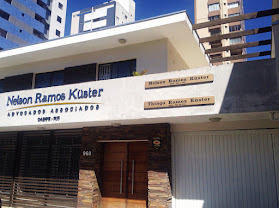 Nelson Ramos Küster
ADVOGADOS ASSOCIADOS
Nelson Ramos Küster
Thiago Ramos Küster